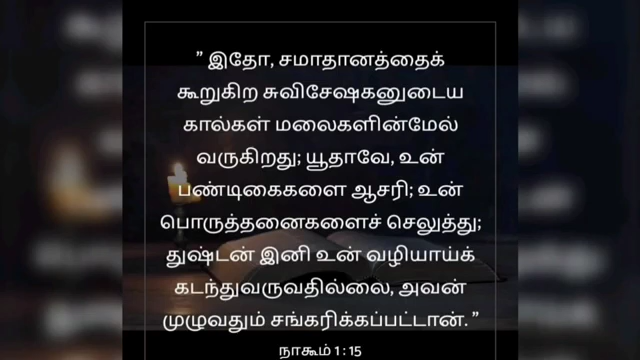 ” இதோ, சமாதானத்தைக்
கூறுகிற சுவிசேஷகனுடைய
கால்கள் மலைகளின்மேல்
வருகிறது; யூதாவே, உன்
பண்டிகைகளை ஆசரி; உன்
பொருத்தனைகளைச் செலுத்து;
துஷ்டன் இனி உன் வழியாய்க்
கடந்துவருவதில்லை, அவன்
முழுவதும் சங்கரிக்கப்பட்டான். ”
நாகூம் 1 : 15